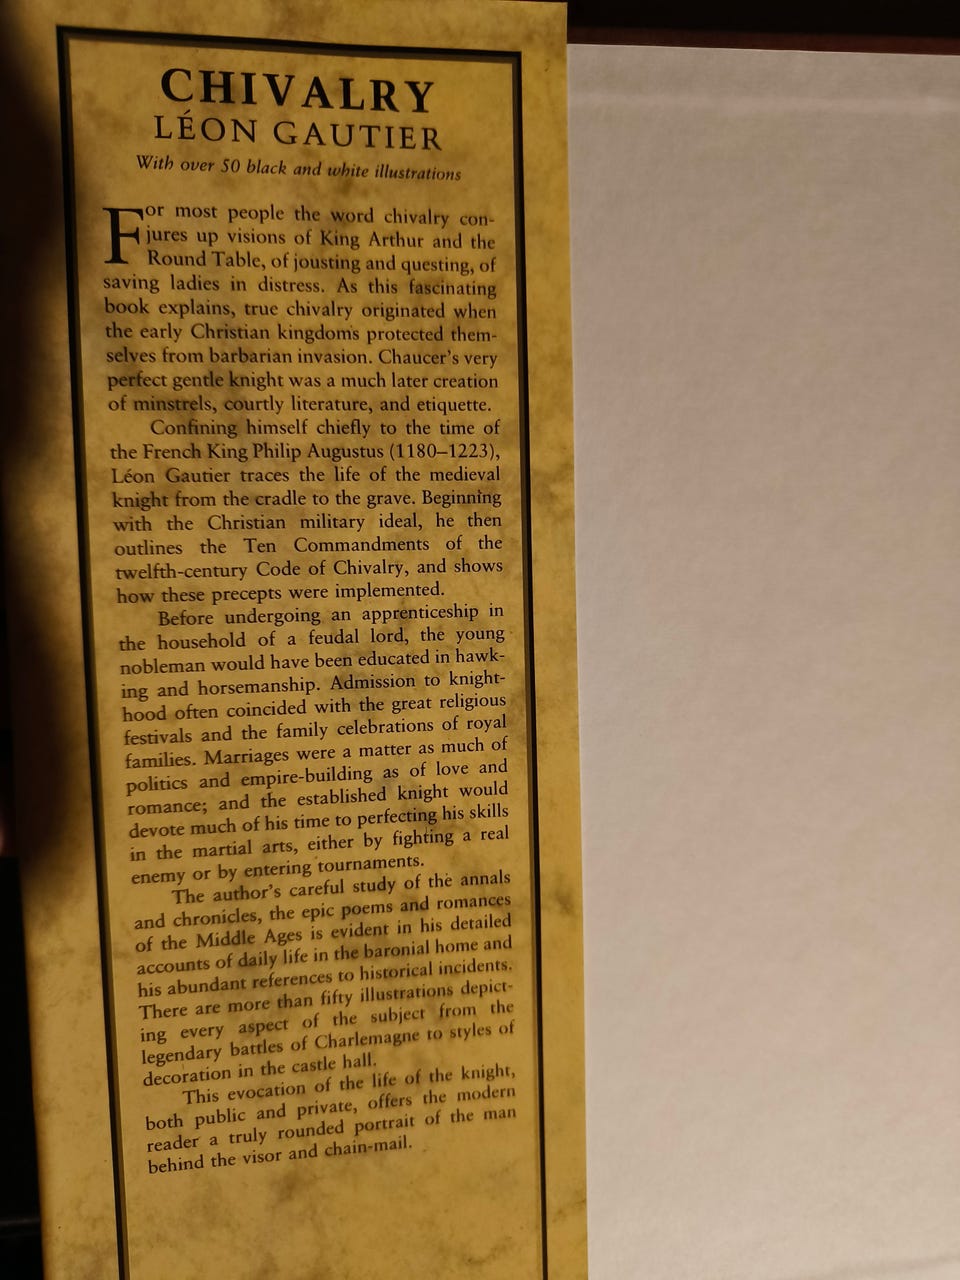 CHIVALRY
LÉON GAUTIER
With over 50 black and white illustrations
For most people the word chivalry con-
jures up visions of King Arthur and the
Round Table, of jousting and questing, of
saving ladies in distress. As this fascinating
book explains, true chivalry originated when
the early Christian kingdoms protected them-
selves from barbarian invasion. Chaucer's very
perfect gentle knight was a much later creation
of minstrels, courtly literature, and etiquette.
Confining himself chiefly to the time of
the French King Philip Augustus (1180–1223),
Léon Gautier traces the life of the medieval
knight from the cradle to the grave. Beginning
with the Christian military ideal, he then
outlines the Ten Commandments of the
twelfth-century Code of Chivalry, and shows
how these precepts were implemented.
Before undergoing an apprenticeship in
the household of a feudal lord, the young
nobleman would have been educated in hawk-
ing and horsemanship. Admission to knight-
hood often coincided with the great religious
festivals and the family celebrations of royal
families. Marriages were a matter as much of
politics and empire-building as of love and
romance; and the established knight would
devote much of his time to perfecting his skills
in the martial arts, either by fighting a real
enemy or by entering tournaments.
The author's careful study of the annals
and chronicles, the epic poems and romances
of the Middle Ages is evident in his detailed
accounts of daily life in the baronial home and
his abundant references to historical incidents.
There are more than fifty illustrations depict-
ing every aspect of the subject from the
legendary battles of Charlemagne to styles of
decoration in the castle hall.
This evocation of the life of the knight,
both public and private, offers the modern
reader a truly rounded portrait of the man
behind the visor and chain-mail.